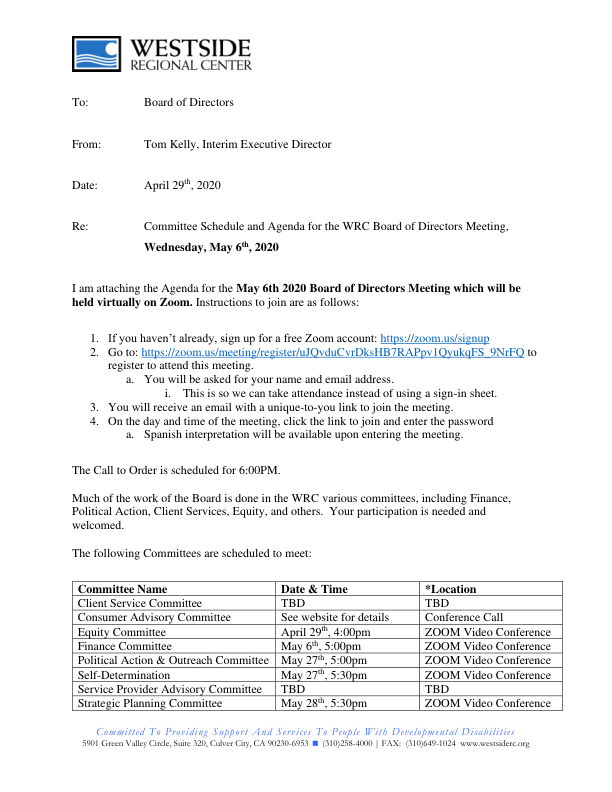 WESTSIDE
REGIONAL CENTER
To: Board of Directors
From: Tom Kelly, Interim Executive Director
Date: April 29th, 2020
Re: Committee Schedule and Agenda for the WRC Board of Directors Meeting,
Wednesday, May 6th, 2020
I am attaching the Agenda for the May 6th 2020 Board of Directors Meeting which will be
held virtually on Zoom. Instructions to join are as follows:
1. If you haven’t already, sign up for a free Zoom account: https://zoom.us/signup
2. Go to: https://zoom.us/meeting/register/uJQvduCvrDksHB7RAPpv1QyukqFS_9NrFQ to
register to attend this meeting.
a. You will be asked for your name and email address.
i. This is so we can take attendance instead of using a sign-in sheet.
3. You will receive an email with a unique-to-you link to join the meeting.
4. On the day and time of the meeting, click the link to join and enter the password
a. Spanish interpretation will be available upon entering the meeting.
The Call to Order is scheduled for 6:00PM.
Much of the work of the Board is done in the WRC various committees, including Finance,
Political Action, Client Services, Equity, and others. Your participation is needed and
welcomed.
The following Committees are scheduled to meet:
Committee Name Date & Time *Location
Client Service Committee TBD TBD
Consumer Advisory Committee See website for details Conference Call
Equity Committee April 29th, 4:00pm ZOOM Video Conference
Finance Committee May 6th, 5:00pm ZOOM Video Conference
Political Action & Outreach Committee May 27th, 5:00pm ZOOM Video Conference
Self-Determination May 27th, 5:30pm ZOOM Video Conference
Service Provider Advisory Committee TBD TBD
Strategic Planning Committee May 28th, 5:30pm ZOOM Video Conference
Committed To Providing Support And Services To People With Developmental Disabilities
5901 Green Valley Circle, Suite 320, Culver City, CA 90230-6953 ■ (310)258-4000 | FAX: (310)649-1024 www.westsiderc.org